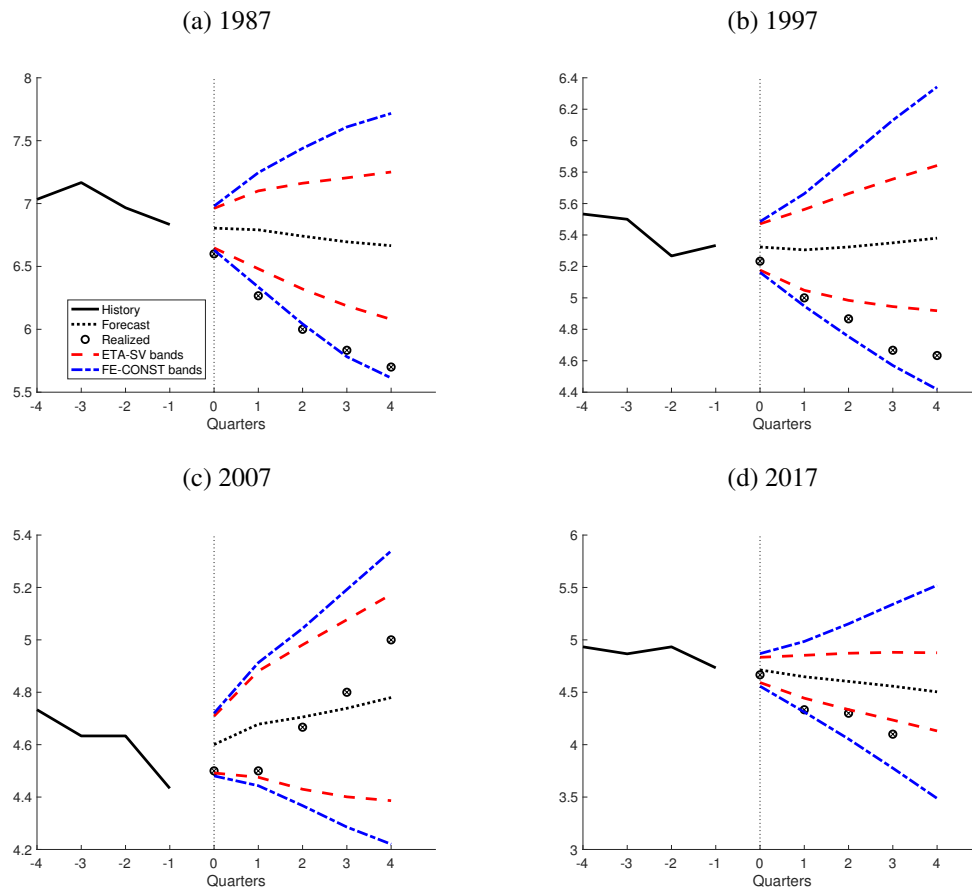 (a) 1987
8
7.5
7
6.5
6
5.5
History
Forecast
Realized
ETA-SV bands
FE-CONST bands
-4 -3 -2 -1 0 1 2 3 4
Quarters
(b) 1997
6.4
6.2
6
5.8
5.6
5.4
5.2
5
4.8
4.6
4.4
-4 -3 -2 -1 0 1 2 3 4
Quarters
(c) 2007
5.4
5.2
5
4.8
4.6
4.4
4.2
-4 -3 -2 -1 0 1 2 3 4
Quarters
(d) 2017
6
5.5
5
4.5
4
3.5
3
-4 -3 -2 -1 0 1 2 3 4
Quarters